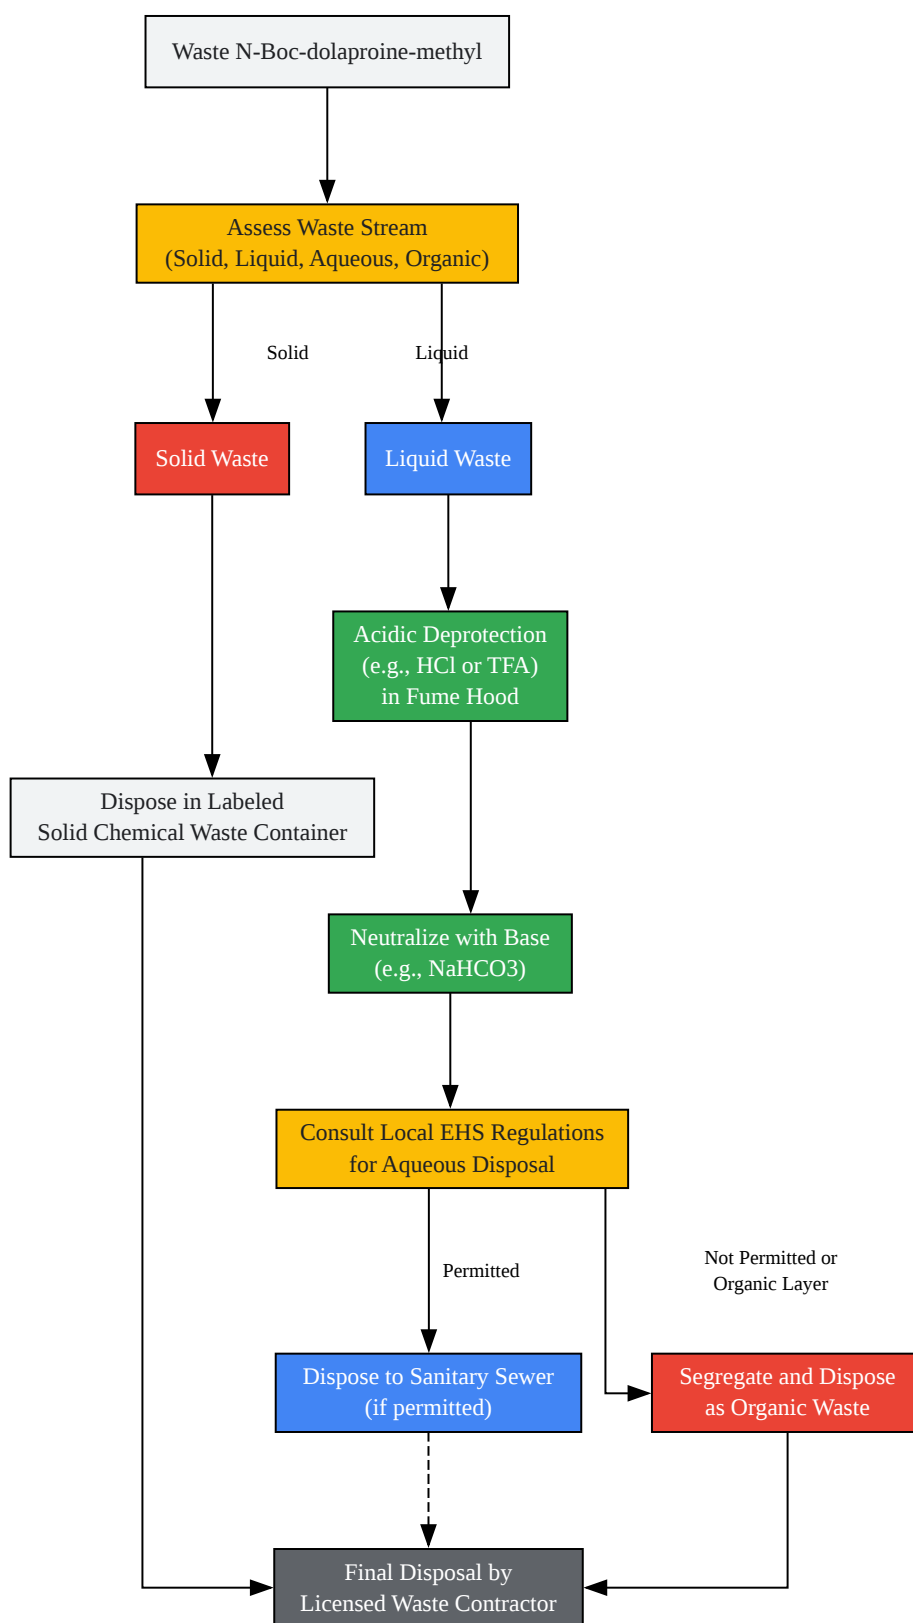 Waste N-Boc-dolaproine-methyl
Assess Waste Stream
(Solid, Liquid, Aqueous, Organic)
Solid
Liquid
Solid Waste
Liquid Waste
Acidic Deprotection
(e.g., HCl or TFA)
in Fume Hood
Dispose in Labeled
Solid Chemical Waste Container
Neutralize with Base
(e.g., NaHCO3)
Consult Local EHS Regulations
for Aqueous Disposal
Permitted
Not Permitted or
Organic Layer
Dispose to Sanitary Sewer
(if permitted)
Segregate and Dispose
as Organic Waste
Final Disposal by
Licensed Waste Contractor